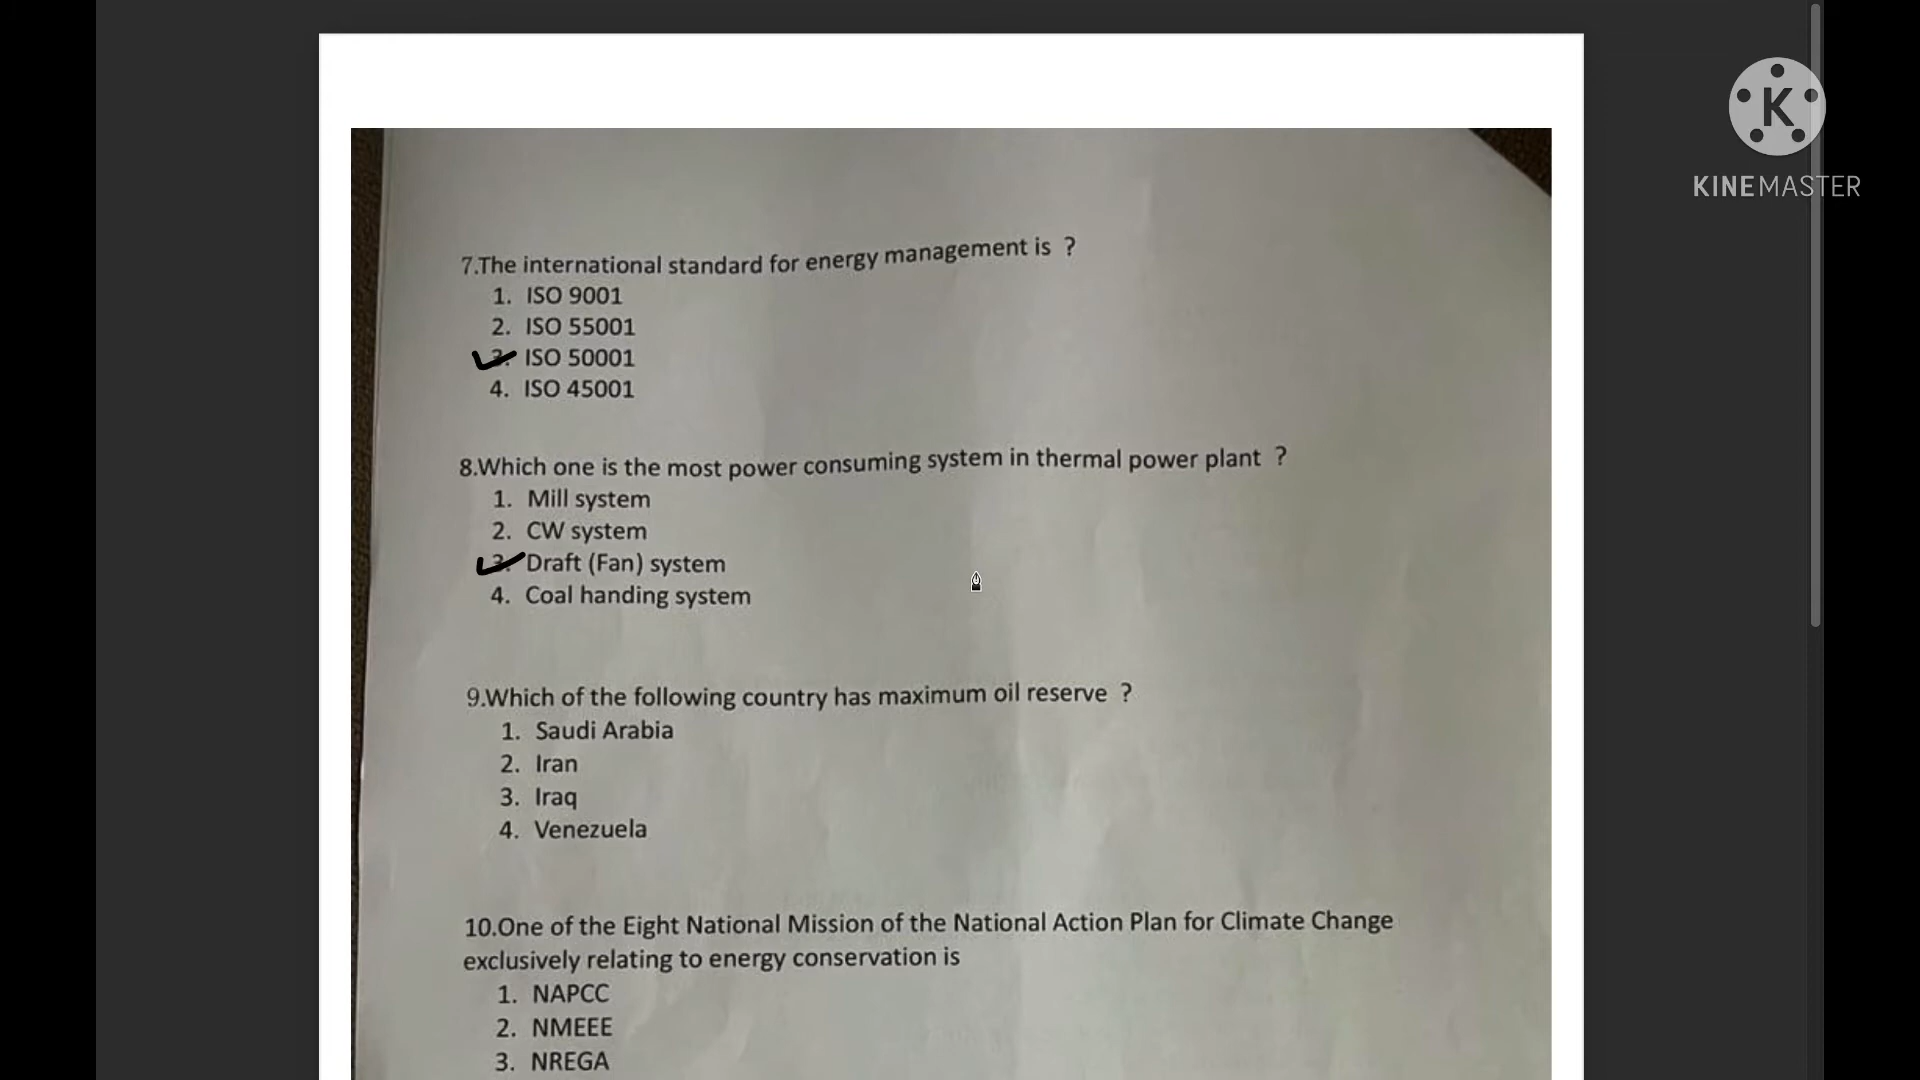 K
KINEMASTER
7.The international standard for energy management is ?
1. ISO 9001
2. ISO 55001
3. ISO 50001
4. ISO 45001
8.Which one is the most power consuming system in thermal power plant ?
1. Mill system
2. CW system
3. Draft (Fan) system
4. Coal handing system
9.Which of the following country has maximum oil reserve ?
1. Saudi Arabia
2. Iran
3. Iraq
4. Venezuela
10.One of the Eight National Mission of the National Action Plan for Climate Change
exclusively relating to energy conservation is
1. NAPCC
2. NMEEE
3. NREGA